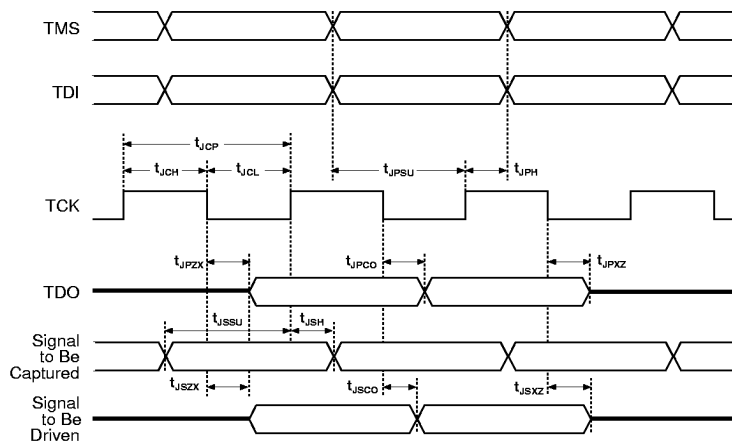 TMS
TDI
tJCP
tJCH
tJCL
tJPSU
tJPH
TCK
tJPZX
tJPCO
tJPXZ
TDO
tJSSU
tJSH
Signal
to Be
Captured
tJSZX
tJSCO
tJSXZ
Signal
to Be
Driven